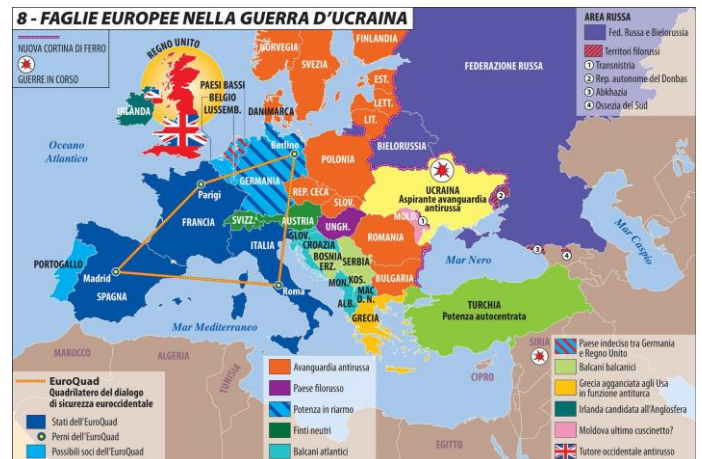 8 - FAGLIE EUROPEE NELLA GUERRA D'UCRAINA
NUOVA CORTINA DI FERRO
GUERRE IN CORSO
AREA RUSSA
Fed. Russa e Bielorussia
Territori filorussi
1 Transnistria
2 Rep. autonome del Donbas
3 Abkhazia
4 Ossezia del Sud
REGNO UNITO
IRLANDA
PAESI BASSI
BELGIO
LUSSEMB.
DANIMARCA
NORVEGIA
SVEZIA
FINLANDIA
EST.
LETT.
LIT.
FEDERAZIONE RUSSA
BIELORUSSIA
Oceano
Atlantico
Berlino
GERMANIA
POLONIA
REP. CECA
SLOV.
UCRAINA
Aspirante avanguardia
antirussa
2
MOLD.
1
Parigi
FRANCIA
SVIZZ.
AUSTRIA
UNGH.
ROMANIA
ITALIA
SLOV.
CROAZIA
BOSNIA
ERZ.
SERBIA
MON.
KOS.
MAC
D. N.
ALB.
BULGARIA
GRECIA
PORTOGALLO
Madrid
SPAGNA
Roma
Mar Nero
3
4
Mar Caspio
TURCHIA
Potenza autocentrata
Mar Mediterraneo
MAROCCO
ALGERIA
TUNISIA
CIPRO
SIRIA
EGITTO
EuroQuad
Quadrilatero del dialogo
di sicurezza euroccidentale
Stati dell'EuroQuad
Perni dell'EuroQuad
Possibili soci dell'EuroQuad
Avanguardia antirussa
Paese filorusso
Potenza in riarmo
Finti neutri
Balcani atlantici
Paese indeciso tra Germania
e Regno Unito
Balcani balcanici
Grecia agganciata agli Usa
in funzione antiturca
Irlanda candidata all'Anglosfera
Moldova ultimo cuscinetto?
Tutore occidentale antirusso